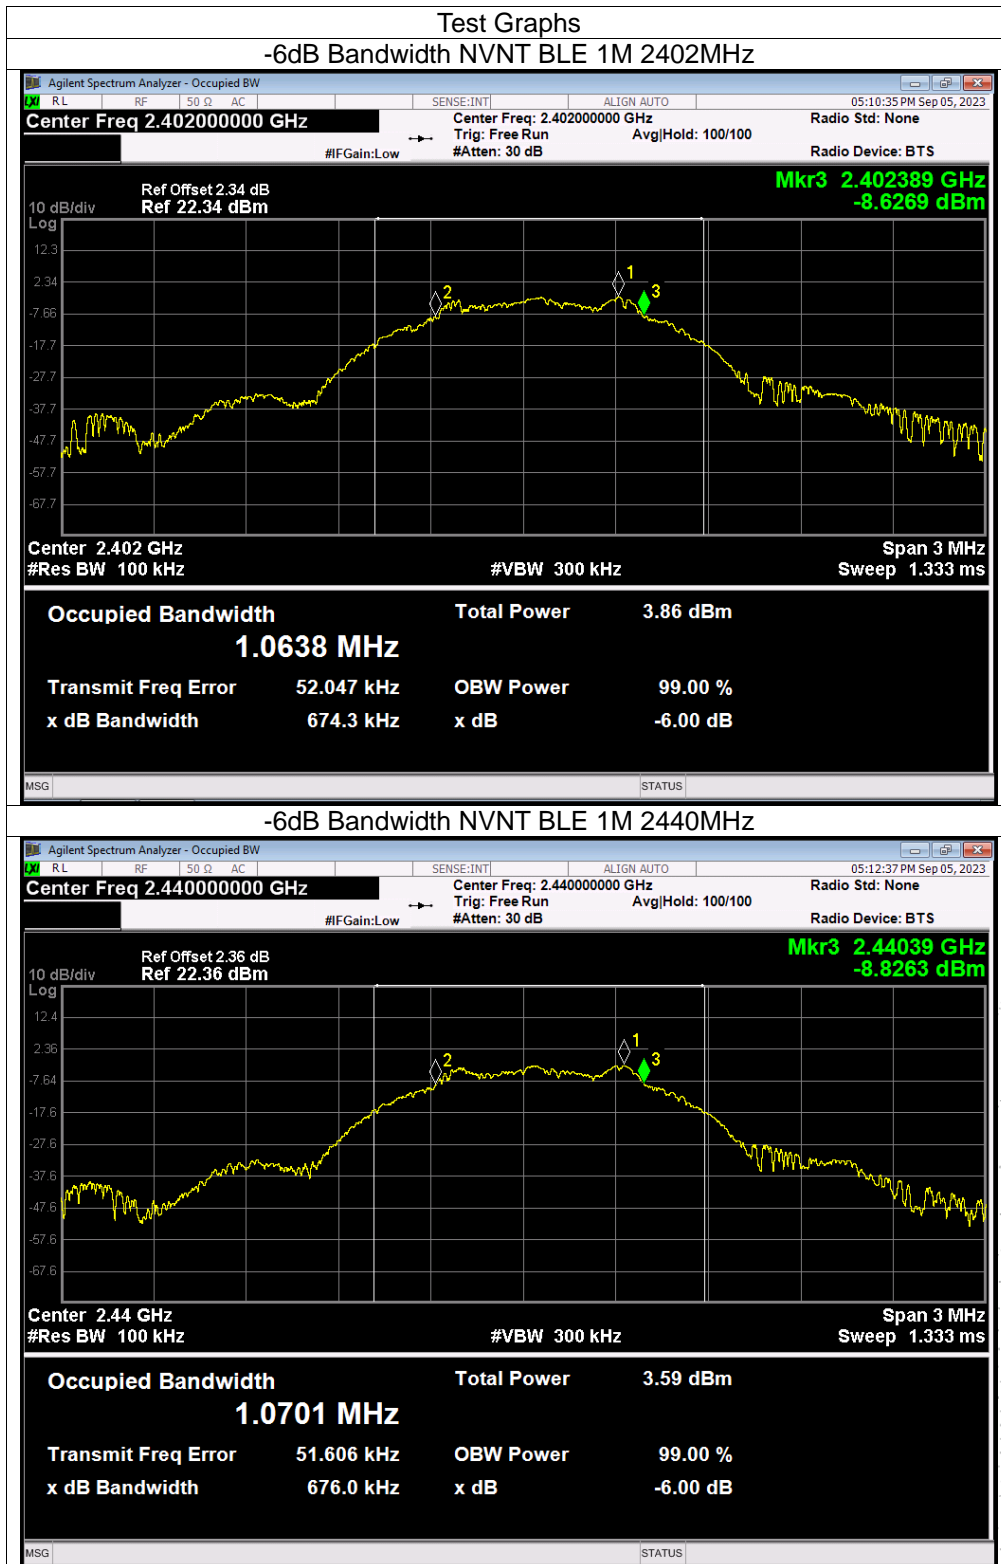 Test Graphs
-6dB Bandwidth NVNT BLE 1M 2402MHz
Agilent Spectrum Analyzer - Occupied BW
LXI RL RF 50 Ω AC SENSE:INT ALIGN AUTO 05:10:35 PM Sep 05, 2023
Center Freq 2.402000000 GHz Center Freq: 2.402000000 GHz Radio Std: None
Trig: Free Run Avg|Hold: 100/100
#IFGain:Low #Atten: 30 dB Radio Device: BTS
Mkr3 2.402389 GHz
-8.6269 dBm
Ref Offset 2.34 dB
10 dB/div Ref 22.34 dBm
Log
12.3
2.34
-7.66
-17.7
-27.7
-37.7
-47.7
-57.7
-67.7
1
2
3
Center 2.402 GHz Span 3 MHz
#Res BW 100 kHz #VBW 300 kHz Sweep 1.333 ms
Occupied Bandwidth Total Power 3.86 dBm
1.0638 MHz
Transmit Freq Error 52.047 kHz OBW Power 99.00 %
x dB Bandwidth 674.3 kHz x dB -6.00 dB
MSG STATUS
-6dB Bandwidth NVNT BLE 1M 2440MHz
Agilent Spectrum Analyzer - Occupied BW
LXI RL RF 50 Ω AC SENSE:INT ALIGN AUTO 05:12:37 PM Sep 05, 2023
Center Freq 2.440000000 GHz Center Freq: 2.440000000 GHz Radio Std: None
Trig: Free Run Avg|Hold: 100/100
#IFGain:Low #Atten: 30 dB Radio Device: BTS
Mkr3 2.44039 GHz
-8.8263 dBm
Ref Offset 2.36 dB
10 dB/div Ref 22.36 dBm
Log
12.4
2.36
-7.64
-17.6
-27.6
-37.6
-47.6
-57.6
-67.6
1
2
3
Center 2.44 GHz Span 3 MHz
#Res BW 100 kHz #VBW 300 kHz Sweep 1.333 ms
Occupied Bandwidth Total Power 3.59 dBm
1.0701 MHz
Transmit Freq Error 51.606 kHz OBW Power 99.00 %
x dB Bandwidth 676.0 kHz x dB -6.00 dB
MSG STATUS